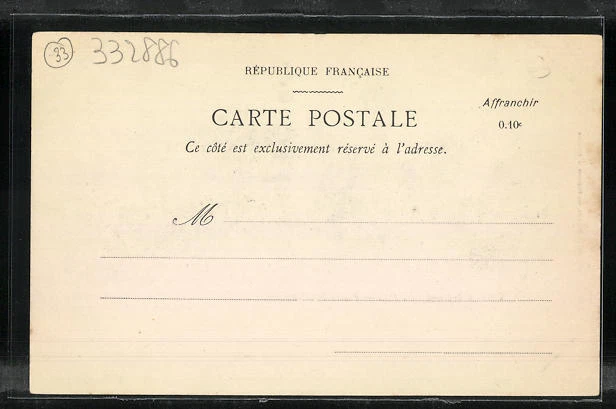 33 332886
RÉPUBLIQUE FRANÇAISE
CARTE POSTALE
Affranchir
0.10c
Ce côté est exclusivement réservé à l'adresse.
M